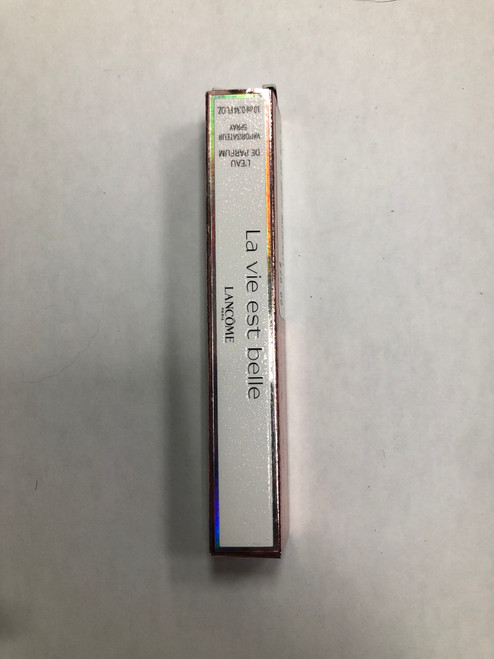 La vie est belle
LANCÔME
PARIS
L'EAU
DE PARFUM
VAPORISATEUR
SPRAY
10 ml 0.34 FL.OZ.